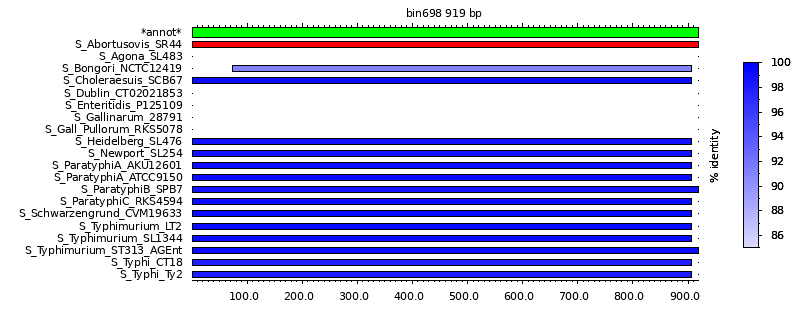 bin698 919 bp
*annot*
S_Abortusovis_SR44
S_Agona_SL483
S_Bongori_NCTC12419
S_Choleraesuis_SCB67
S_Dublin_CT02021853
S_Enteritidis_P125109
S_Gallinarum_28791
S_Gall_Pullorum_RKS5078
S_Heidelberg_SL476
S_Newport_SL254
S_ParatyphiA_AKU12601
S_ParatyphiA_ATCC9150
S_ParatyphiB_SPB7
S_ParatyphiC_RKS4594
S_Schwarzengrund_CVM19633
S_Typhimurium_LT2
S_Typhimurium_SL1344
S_Typhimurium_ST313_AGEnt
S_Typhi_CT18
S_Typhi_Ty2
100.0 200.0 300.0 400.0 500.0 600.0 700.0 800.0 900.0
% identity
100
98
96
94
92
90
88
86